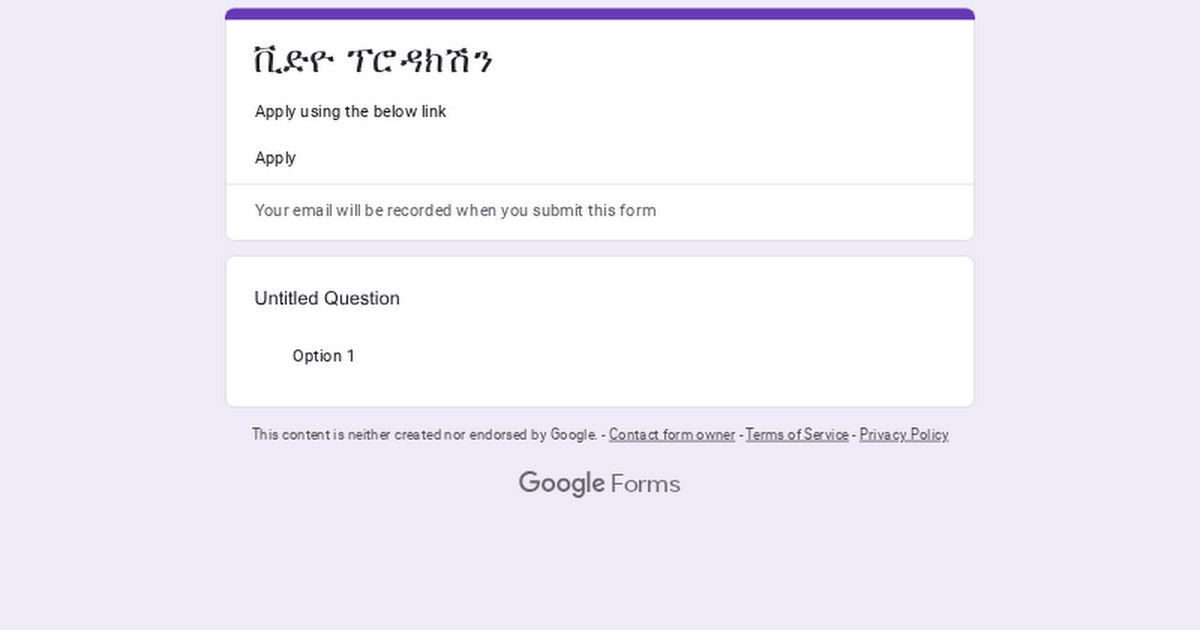 ቪድዮ ፕሮዳክሽን
Apply using the below link
Apply
Your email will be recorded when you submit this form
Untitled Question
Option 1
This content is neither created nor endorsed by Google. - Contact form owner - Terms of Service - Privacy Policy
Google Forms